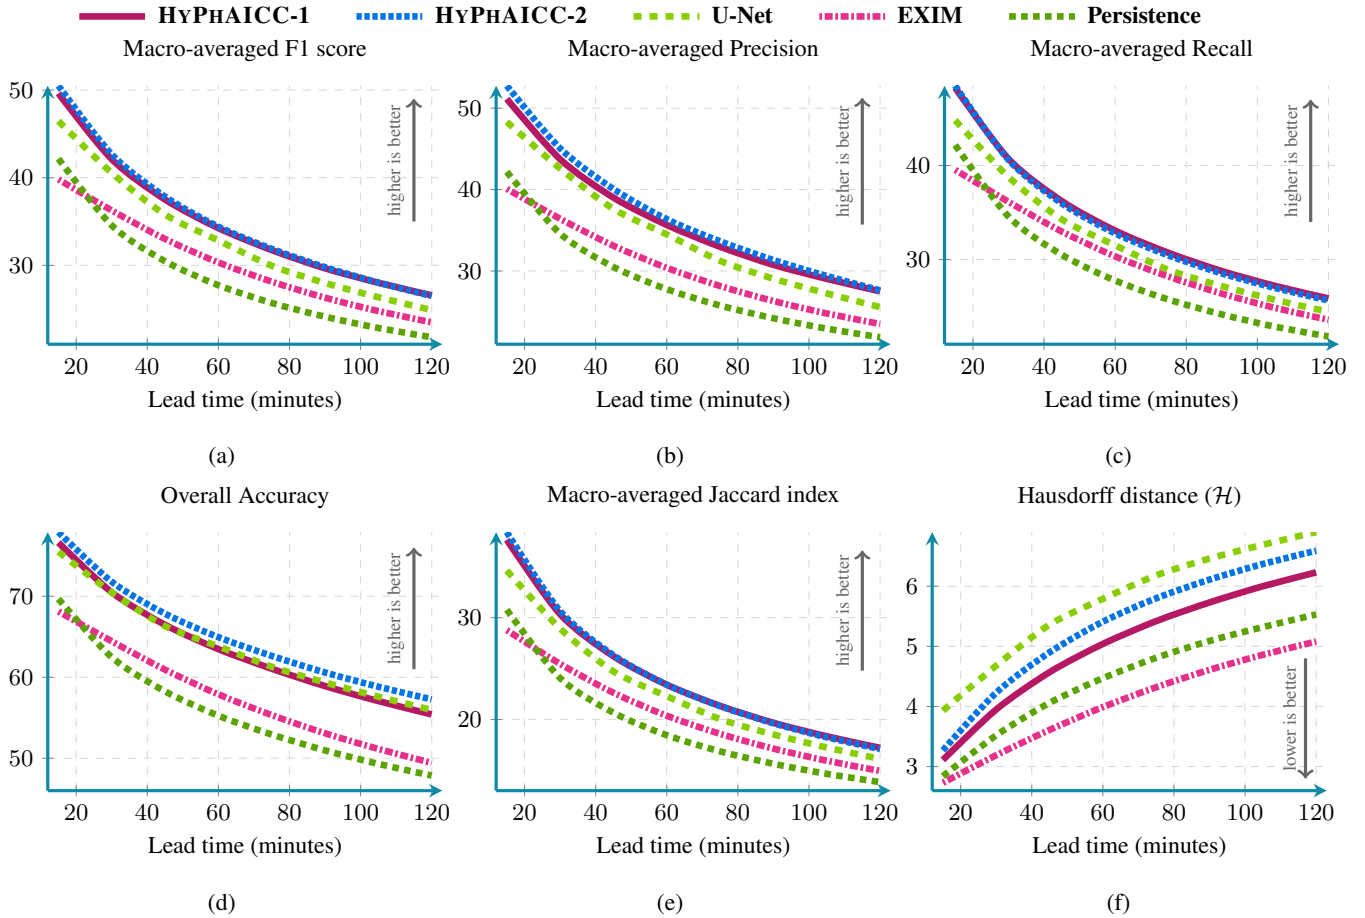 HYPHAICC-1 HYPHAICC-2 U-Net EXIM Persistence
Macro-averaged F1 score
50
40
30
higher is better
20 40 60 80 100 120
Lead time (minutes)
(a)
Macro-averaged Precision
50
40
30
higher is better
20 40 60 80 100 120
Lead time (minutes)
(b)
Macro-averaged Recall
40
30
higher is better
20 40 60 80 100 120
Lead time (minutes)
(c)
Overall Accuracy
70
60
50
higher is better
20 40 60 80 100 120
Lead time (minutes)
(d)
Macro-averaged Jaccard index
30
20
higher is better
20 40 60 80 100 120
Lead time (minutes)
(e)
Hausdorff distance (ℋ)
6
5
4
3
lower is better
20 40 60 80 100 120
Lead time (minutes)
(f)